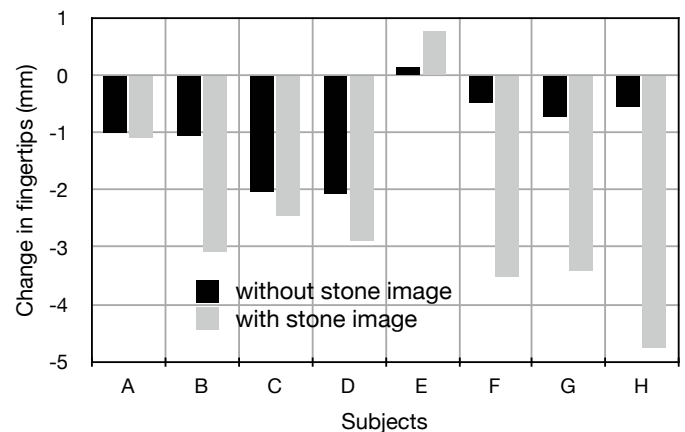 1
0
-1
-2
-3
-4
-5
Change in fingertips (mm)
without stone image
with stone image
A B C D E F G H
Subjects